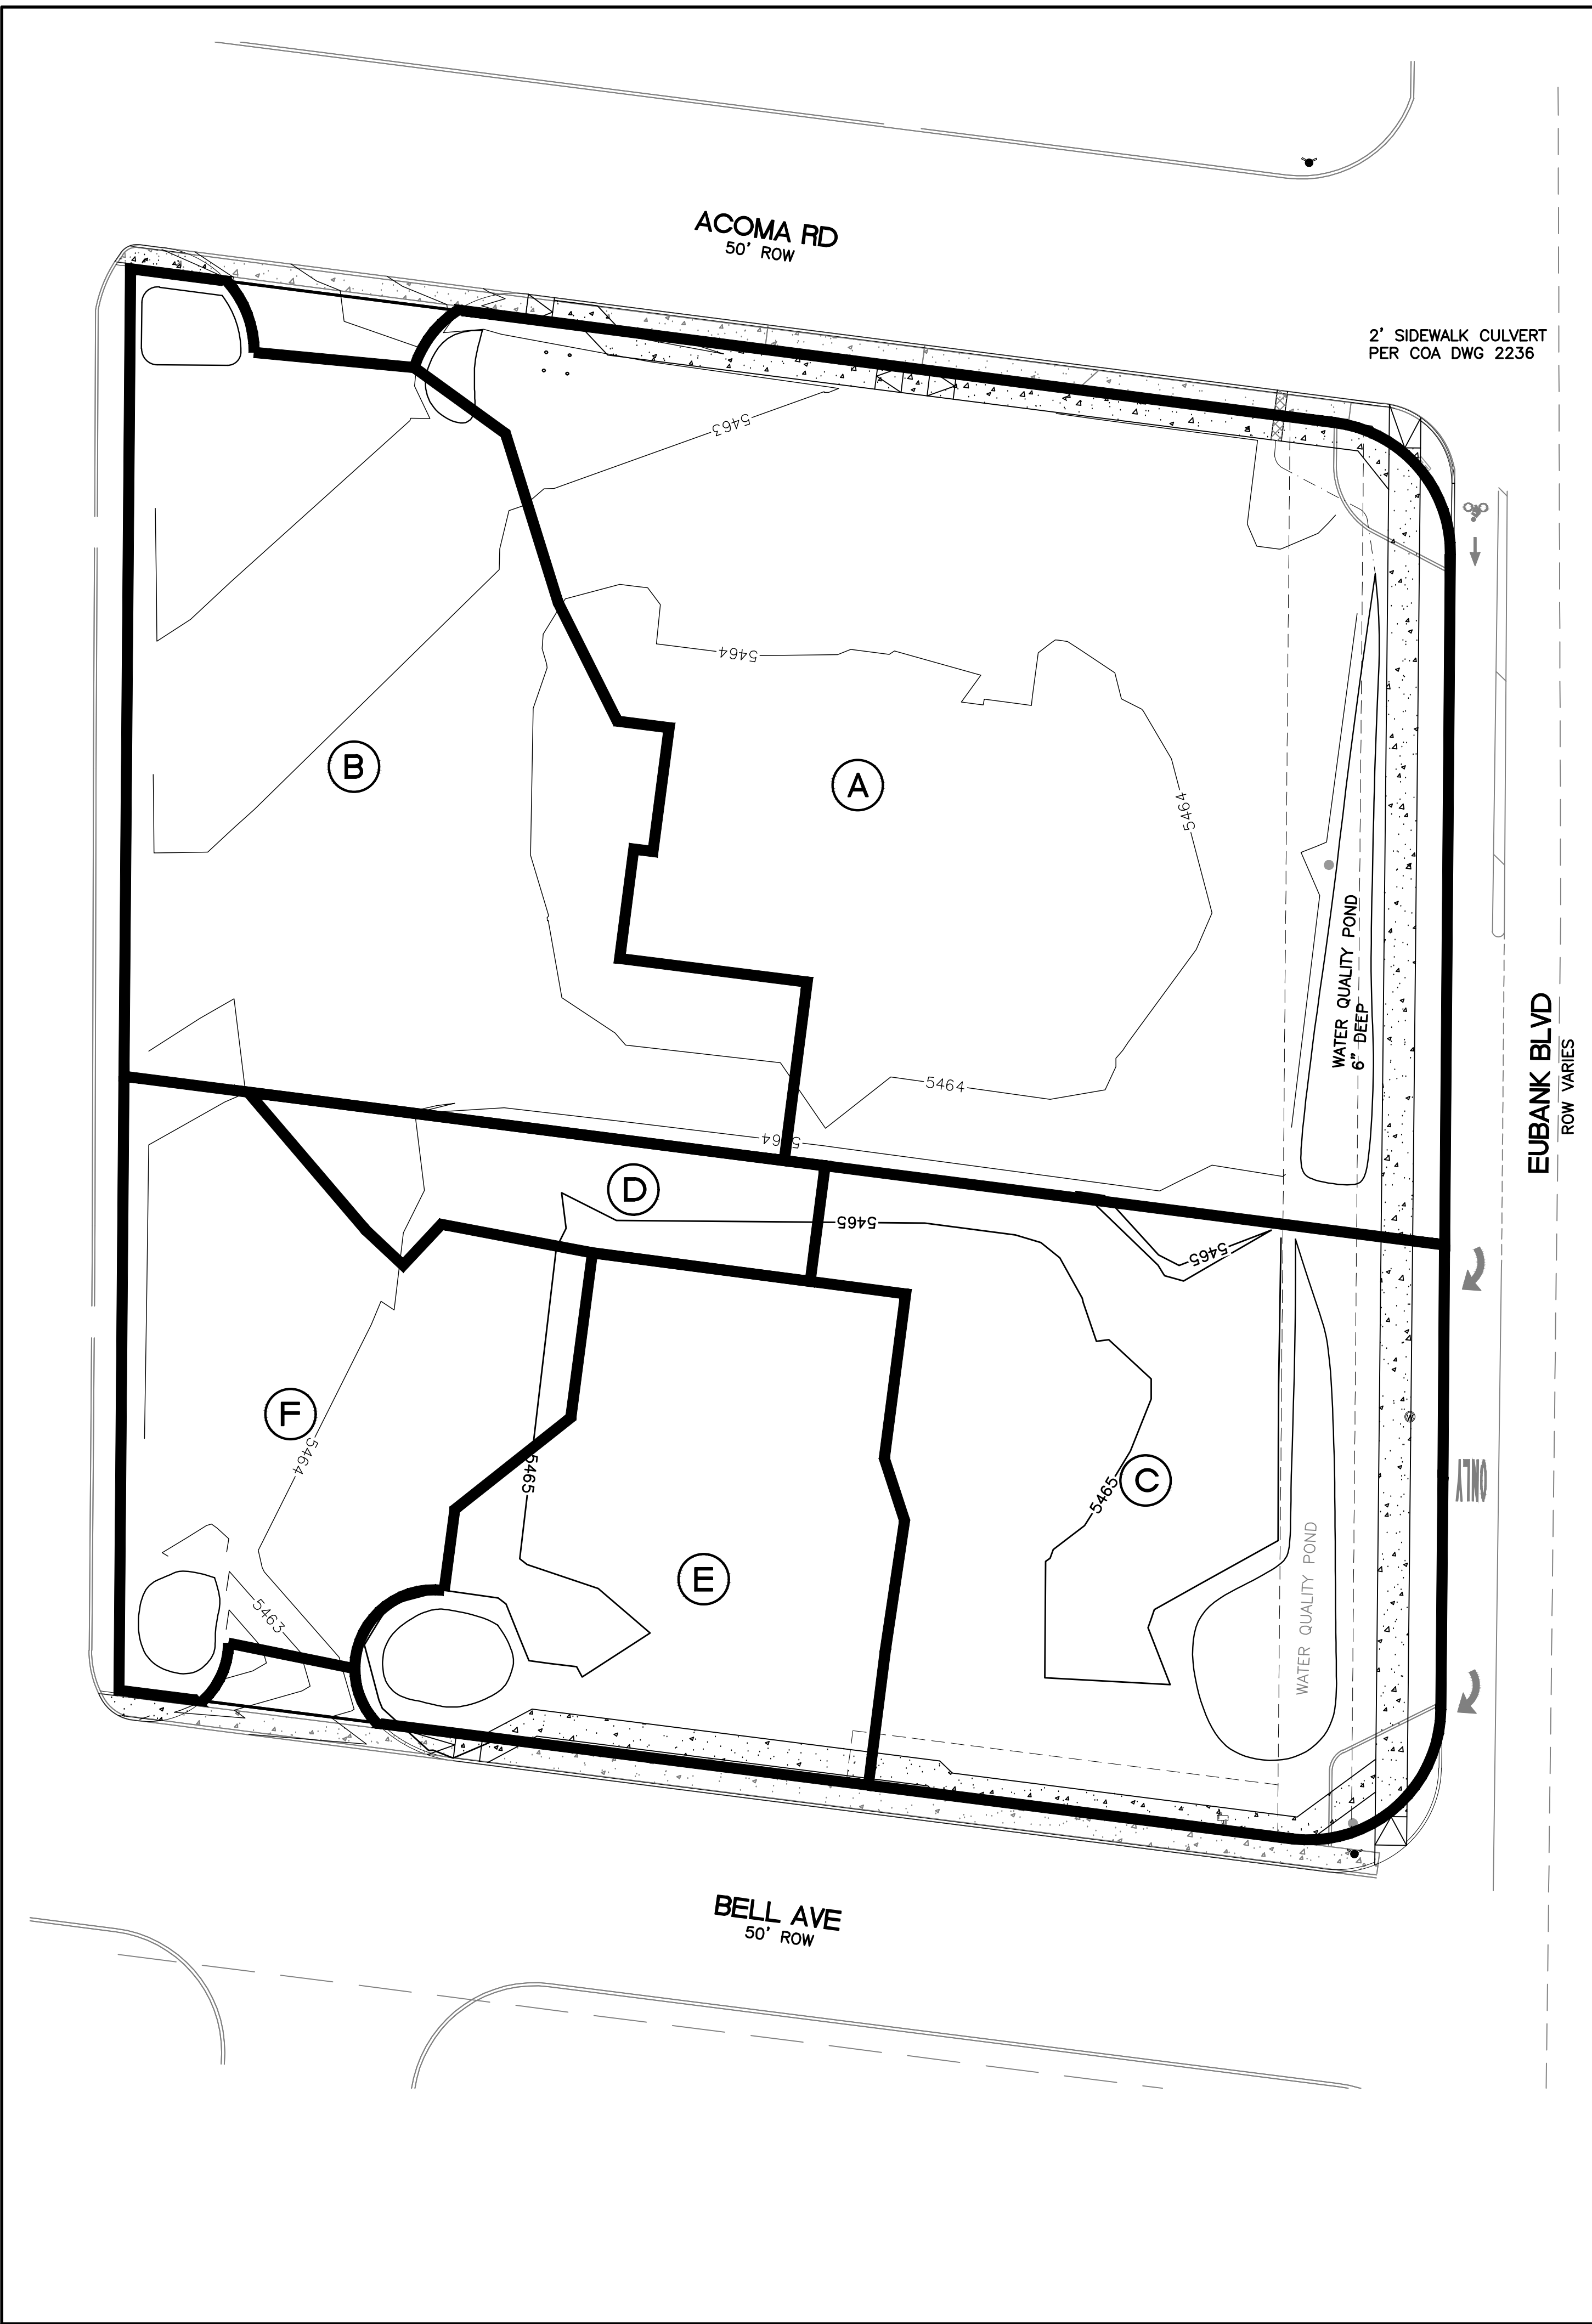 ACOMA RD
50' ROW
2' SIDEWALK CULVERT
PER COA DWG 2236
5463
5464
B
A
5464
WATER QUALITY POND
6" DEEP
EUBANK BLVD
ROW VARIES
5464
5464
D
5465
5465
F
5464
5465
5465
C
ONLY
E
WATER QUALITY POND
5463
W
BELL AVE
50' ROW